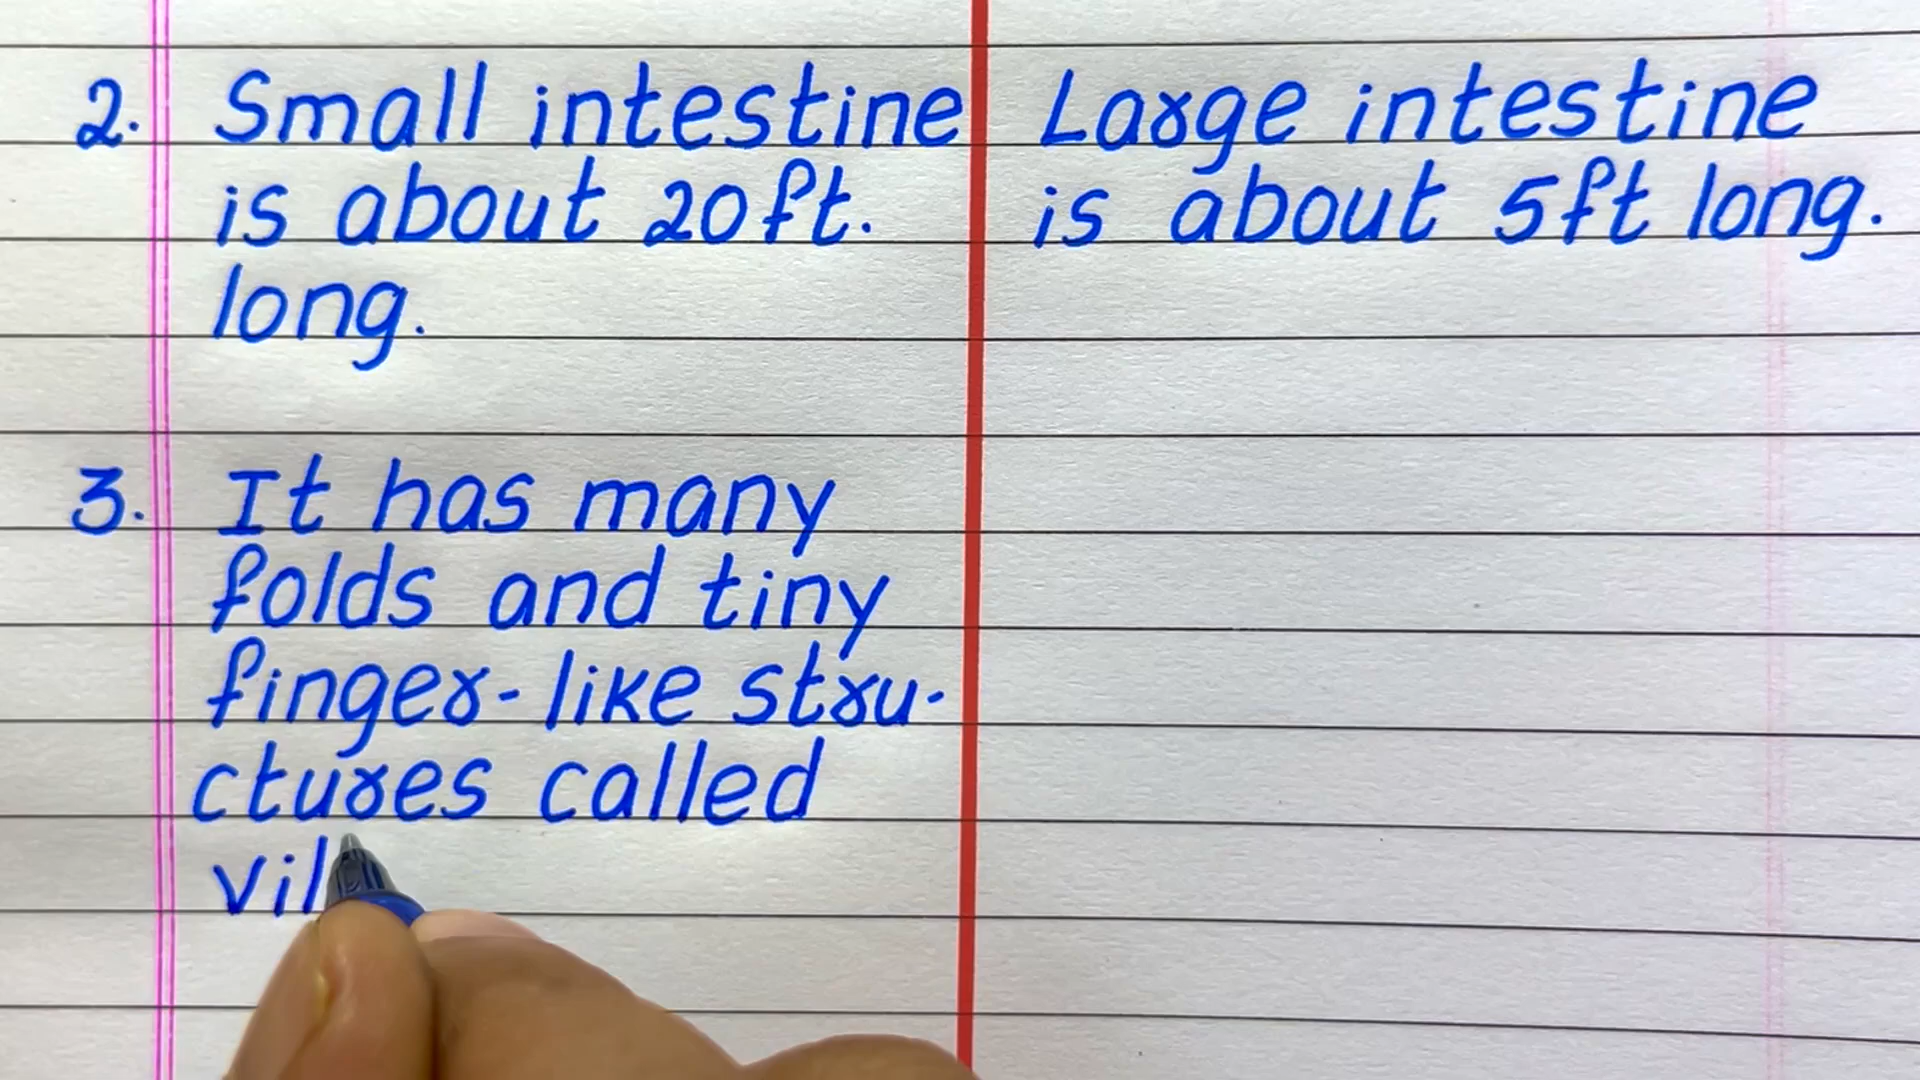 2. Small intestine
is about 20ft.
long.
Large intestine
is about 5ft long.
3. It has many
folds and tiny
finger-like stru-
ctures called
vil